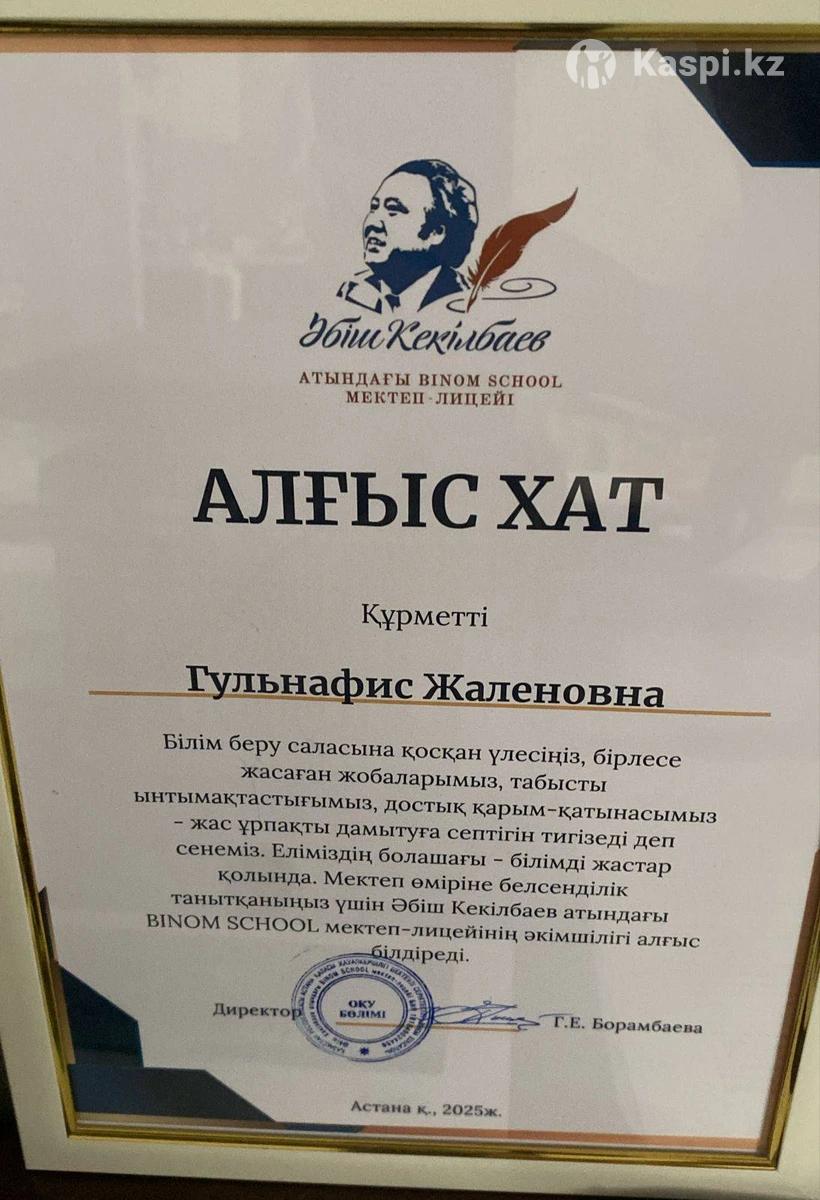 Kaspi.kz
Әбіш Кекілбаев
АТЫНДАҒЫ BINOM SCHOOL
МЕКТЕП-ЛИЦЕЙІ
АЛҒЫС ХАТ
Құрметті
Гульнафис Жаленовна
Білім беру саласына қосқан үлесіңіз, бірлесе
жасаған жобаларымыз, табысты
ынтымақтастығымыз, достық қарым-қатынасымыз
- жас ұрпақты дамытуға септігін тигізеді деп
сенеміз. Еліміздің болашағы - білімді жастар
қолында. Мектеп өміріне белсенділік
танытқаныңыз үшін Әбіш Кекілбаев атындағы
BINOM SCHOOL мектеп-лицейінің әкімшілігі алғыс
білдіреді.
Директор
ОҚУ
БӨЛІМІ
Г.Е. Борамбаева
Астана қ., 2025ж.